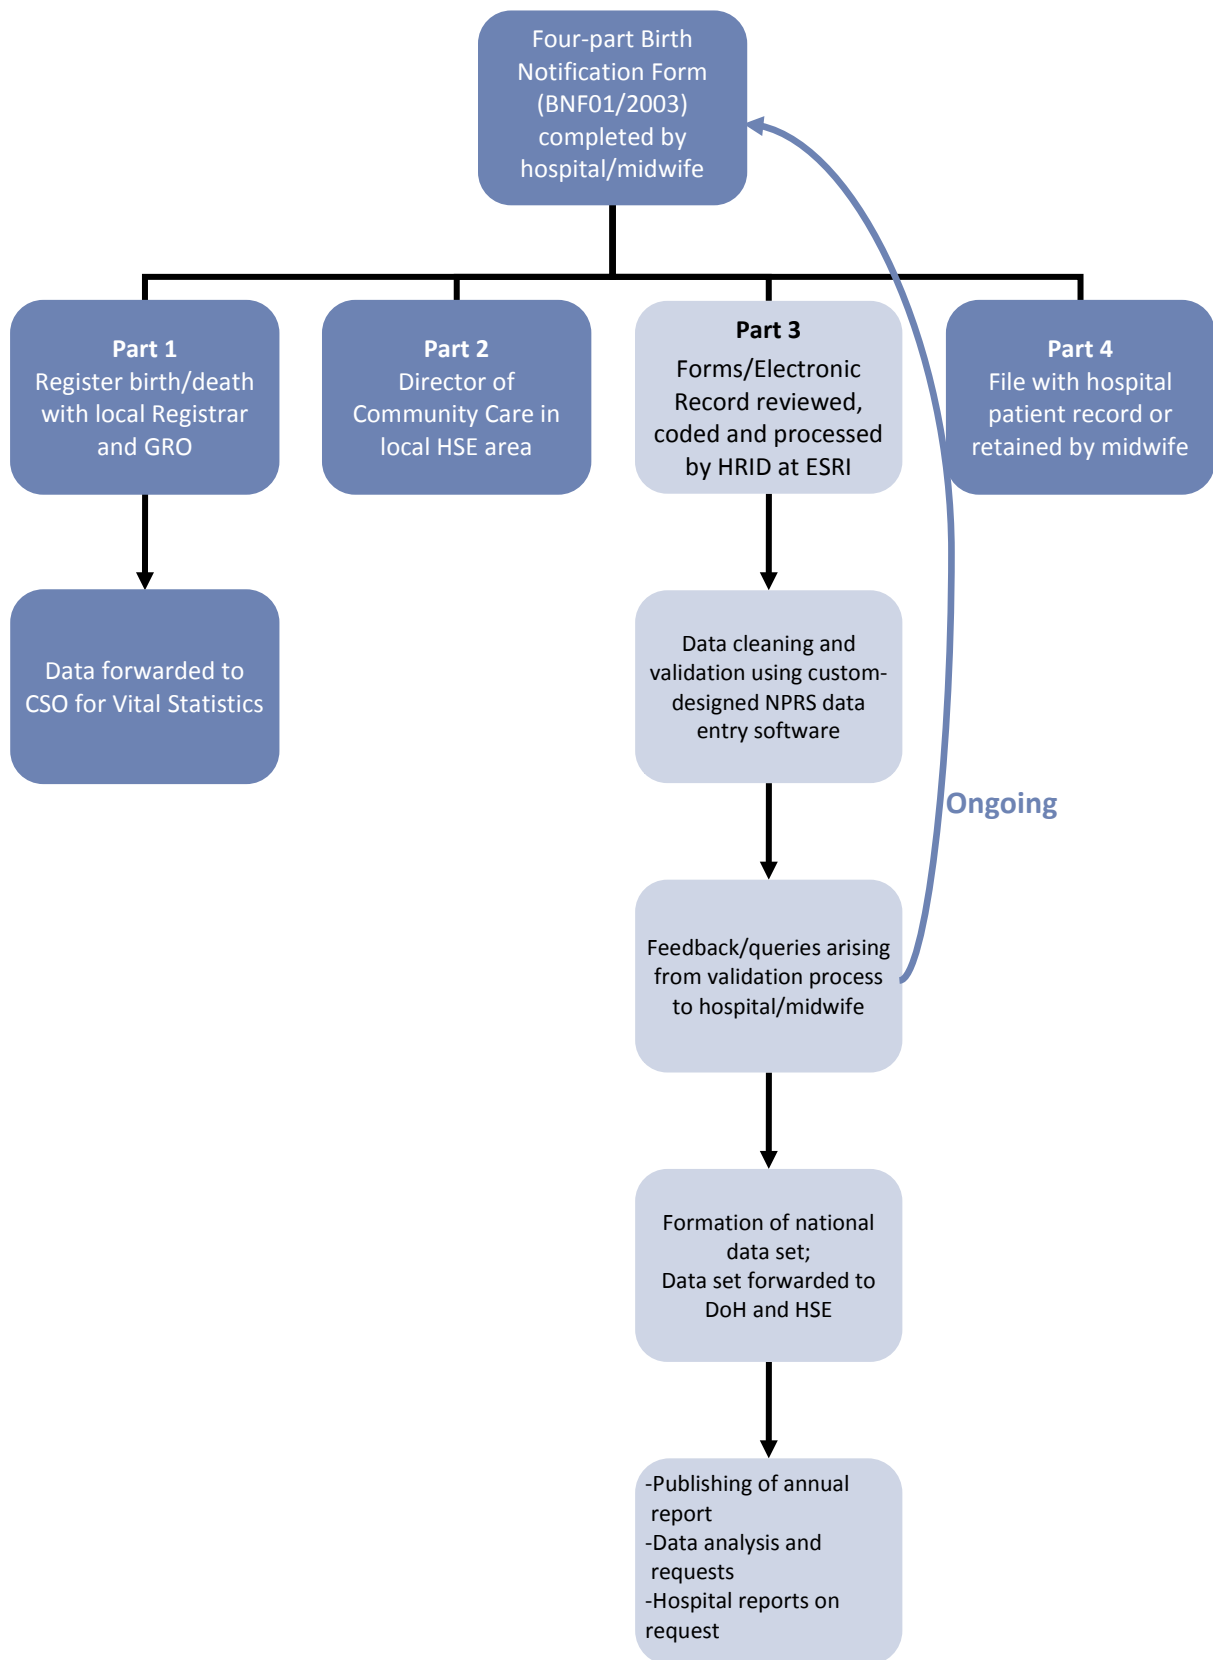 Four-part Birth
Notification Form
(BNF01/2003)
completed by
hospital/midwife
Part 1
Register birth/death
with local Registrar
and GRO
Part 2
Director of
Community Care in
local HSE area
Part 3
Forms/Electronic
Record reviewed,
coded and processed
by HRID at ESRI
Part 4
File with hospital
patient record or
retained by midwife
Data forwarded to
CSO for Vital Statistics
Data cleaning and
validation using custom-
designed NPRS data
entry software
Ongoing
Feedback/queries arising
from validation process
to hospital/midwife
Formation of national
data set;
Data set forwarded to
DoH and HSE
-Publishing of annual
report
-Data analysis and
requests
-Hospital reports on
request